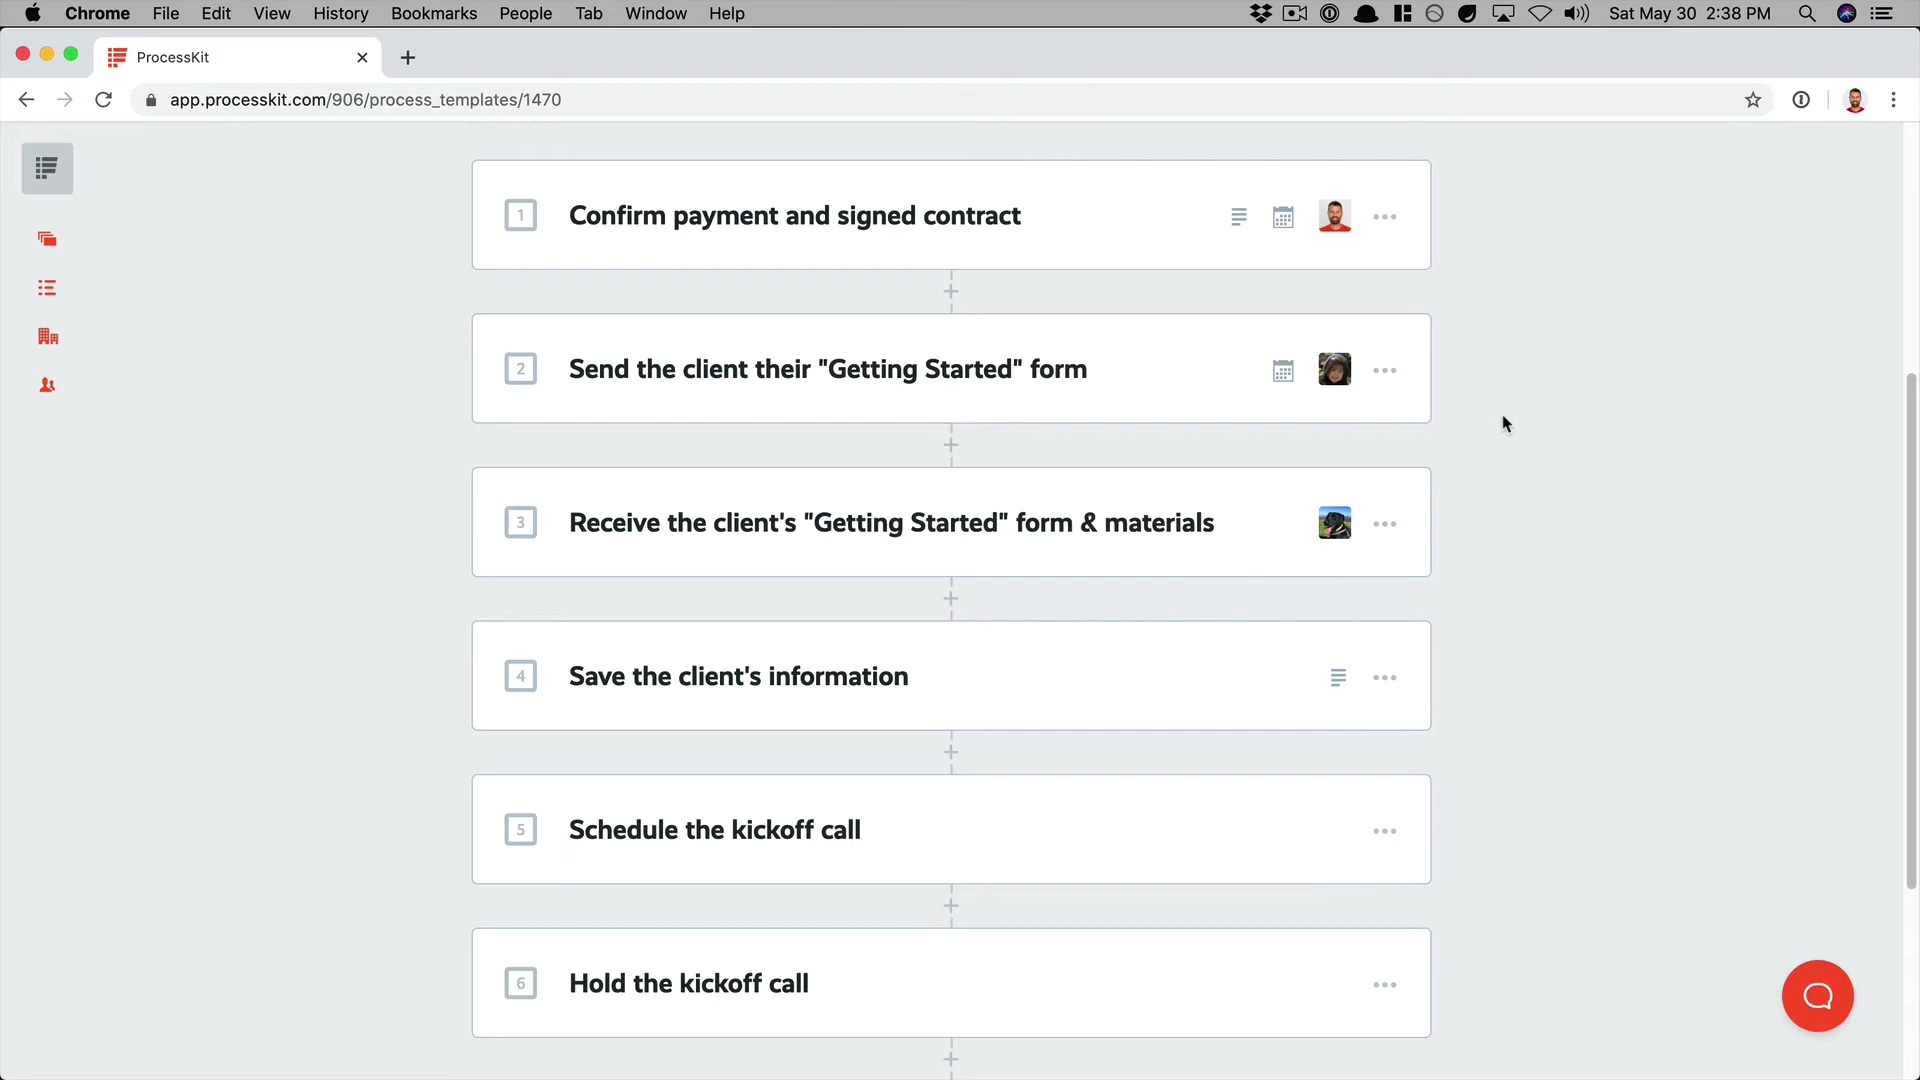 Chrome File Edit View History Bookmarks People Tab Window Help Sat May 30 2:38 PM
ProcessKit
app.processkit.com/906/process_templates/1470
1 Confirm payment and signed contract
2 Send the client their "Getting Started" form
3 Receive the client's "Getting Started" form & materials
4 Save the client's information
5 Schedule the kickoff call
6 Hold the kickoff call